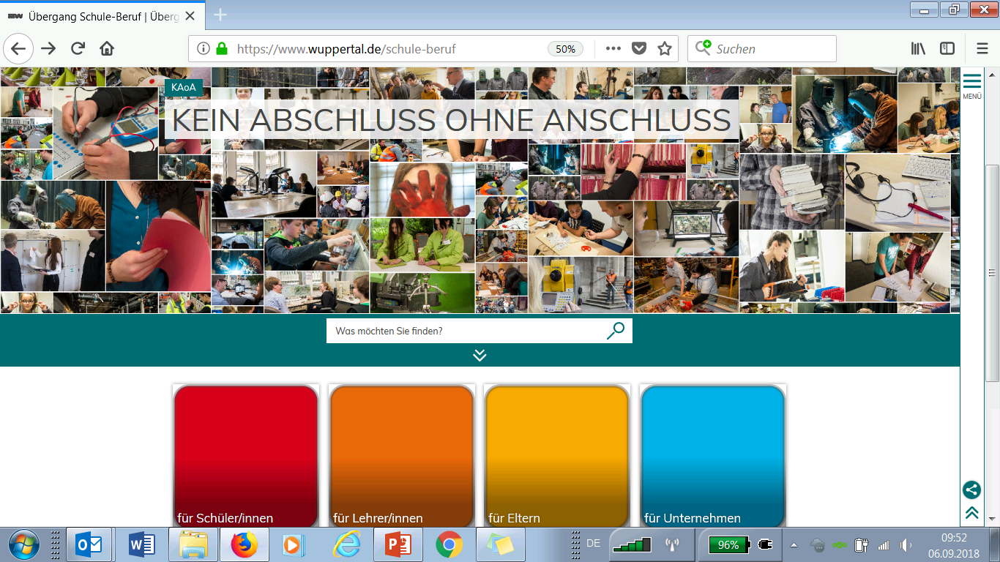 Übergang Schule-Beruf | Überg
https://www.wuppertal.de/schule-beruf
50%
Suchen
KAoA
KEIN ABSCHLUSS OHNE ANSCHLUSS
MENÜ
Was möchten Sie finden?
für Schüler/innen
für Lehrer/innen
für Eltern
für Unternehmen
DE
96%
09:52
06.09.2018